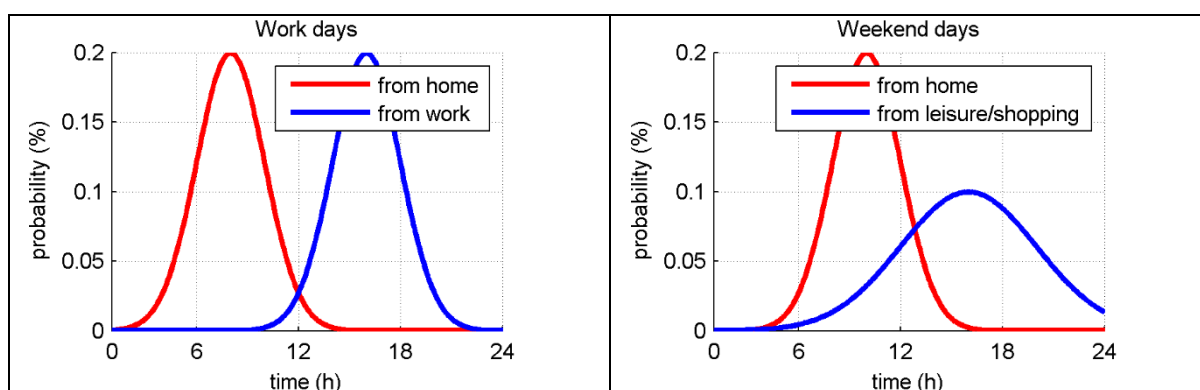 Work days
0.2
0.15
0.1
0.05
0
probability (%)
from home
from work
0 6 12 18 24
time (h)
Weekend days
0.2
0.15
0.1
0.05
0
probability (%)
from home
from leisure/shopping
0 6 12 18 24
time (h)